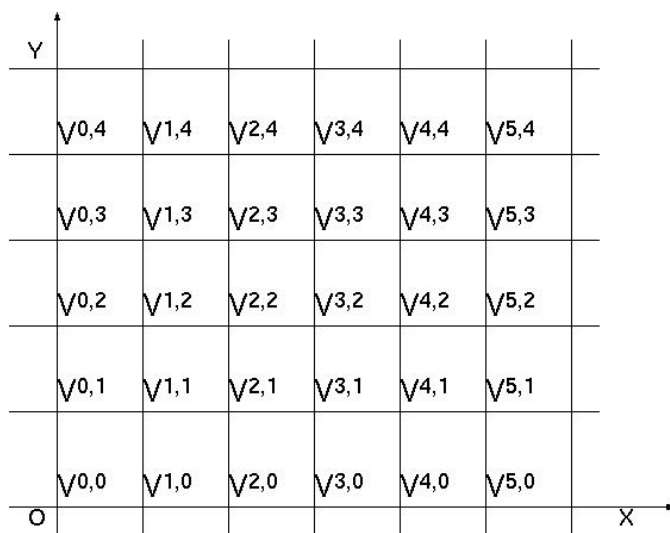 Y
V0,4 V1,4 V2,4 V3,4 V4,4 V5,4
V0,3 V1,3 V2,3 V3,3 V4,3 V5,3
V0,2 V1,2 V2,2 V3,2 V4,2 V5,2
V0,1 V1,1 V2,1 V3,1 V4,1 V5,1
V0,0 V1,0 V2,0 V3,0 V4,0 V5,0
O X